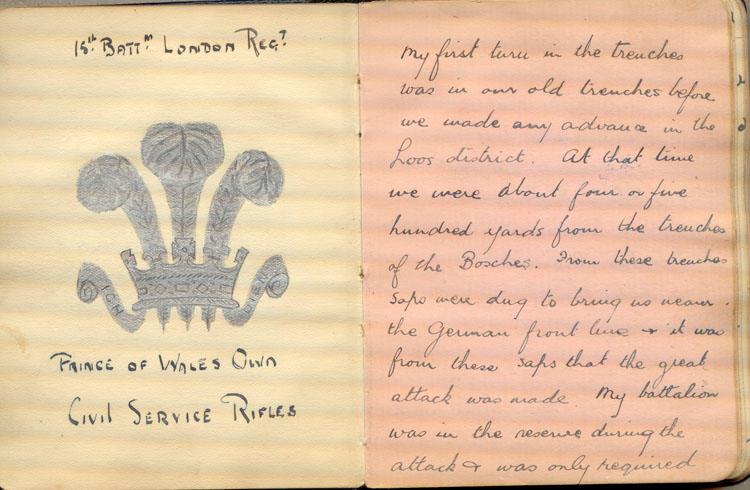 15th Battn London Regt
ICH DIEN
Prince of Wales Own
Civil Service Rifles
My first turn in the trenches
was in our old trenches before
we made any advance in the
Loos district. At that time
we were about four or five
hundred yards from the trenches
of the Bosches. From these trenches
saps were dug to bring us nearer
the German front line & it was
from these saps that the great
attack was made My battalion
was in the reserve during the
attack & was only required